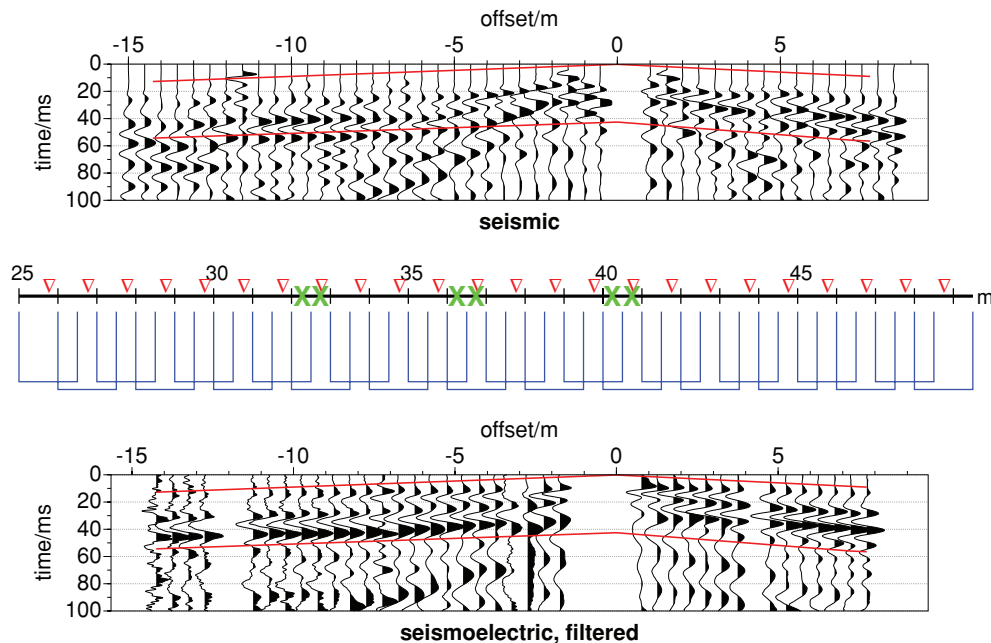 offset/m
-15 -10 -5 0 5
0
20
40
60
80
100
time/ms
seismic
25 30 35 40 45
X X X X X X m
offset/m
-15 -10 -5 0 5
0
20
40
60
80
100
time/ms
seismoelectric, filtered